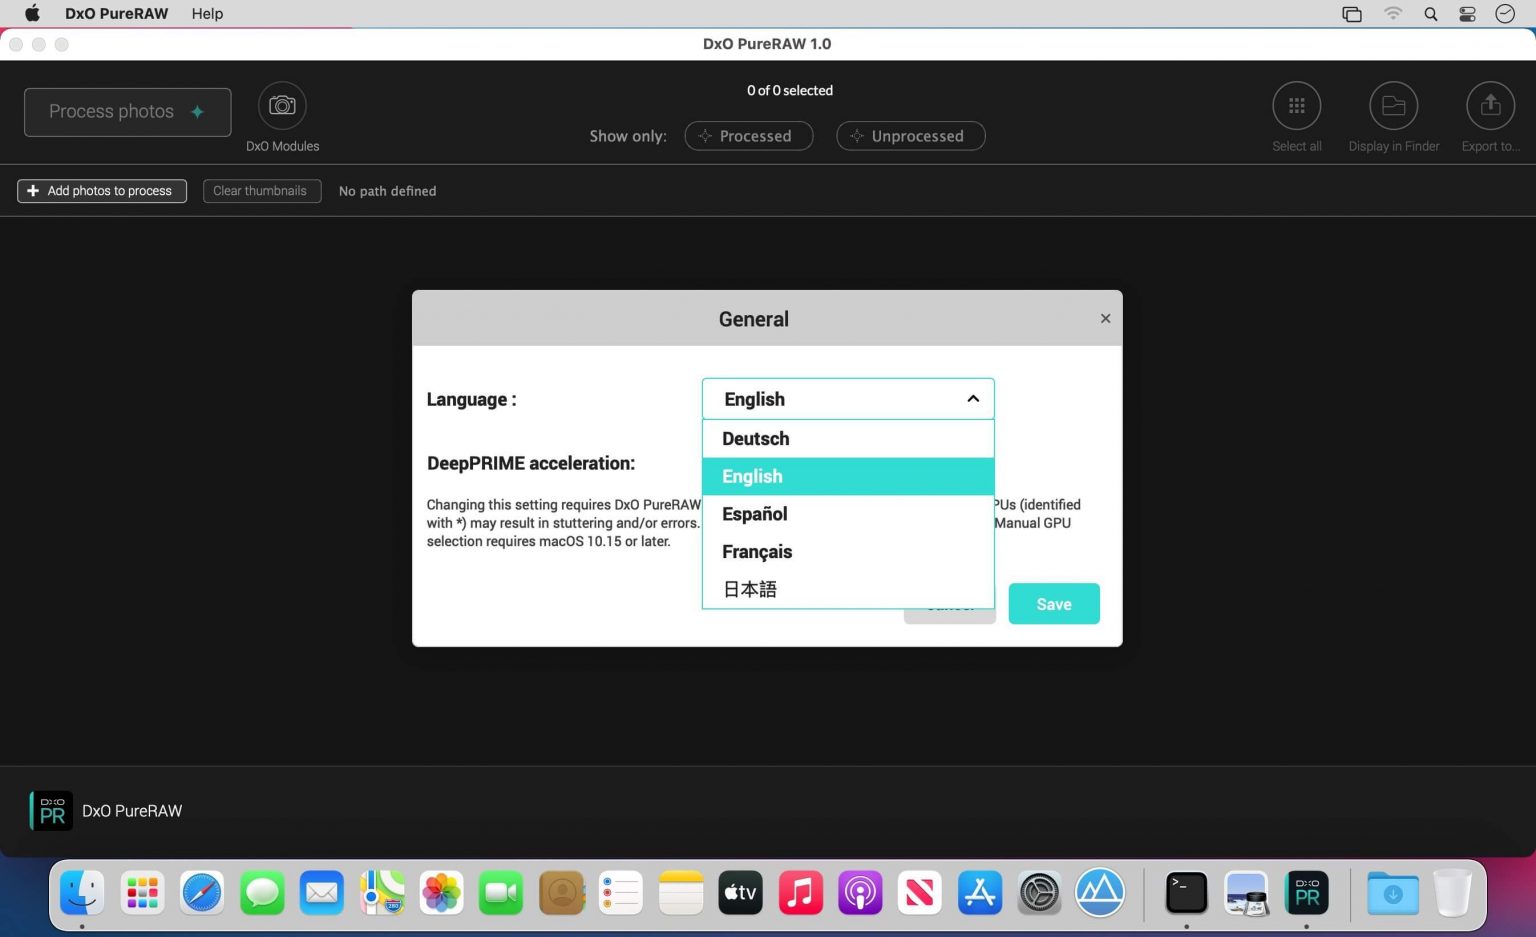 DxO PureRAW Help
DxO PureRAW 1.0
Process photos
DxO Modules
0 of 0 selected
Show only: Processed Unprocessed
Select all
Display in Finder
Export to...
+ Add photos to process
Clear thumbnails
No path defined
General
×
Language :
English
Deutsch
English
Español
Français
日本語
DeepPRIME acceleration:
Changing this setting requires DxO PureRAW (identified
with *) may result in stuttering and/or errors. Manual GPU
selection requires macOS 10.15 or later.
Save
DxO
PR
DxO PureRAW
280
tv
>_
DxO
PR